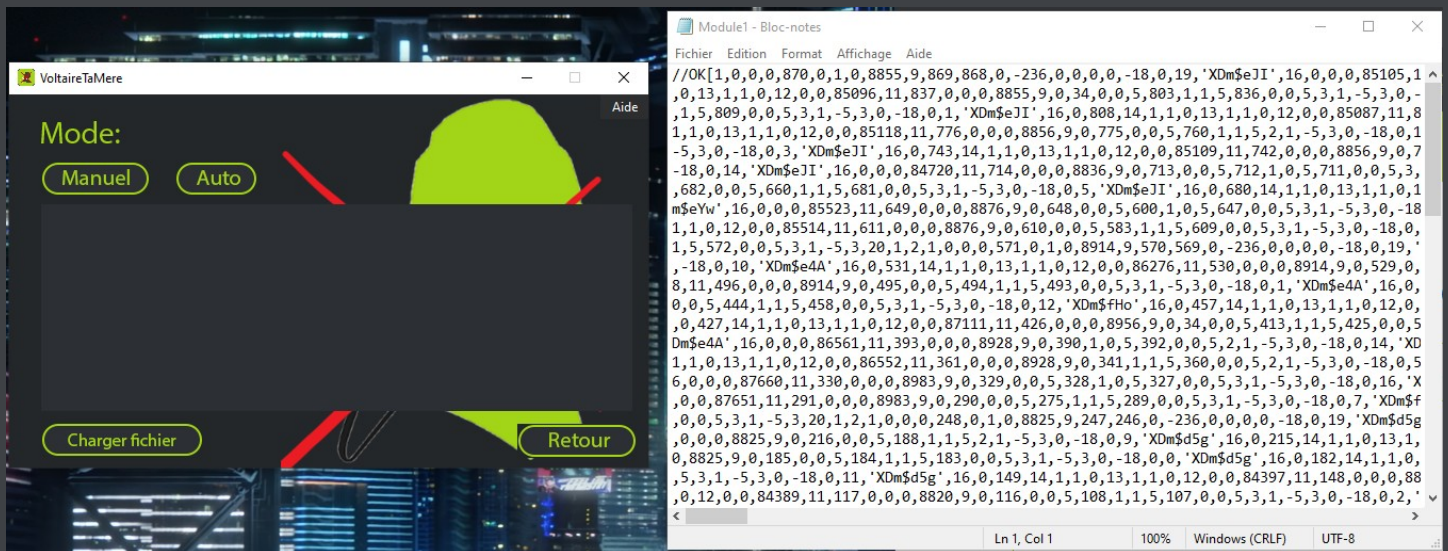 VoltaireTaMere
Aide
Mode:
Manuel Auto
Charger fichier
Retour
Module1 - Bloc-notes
Fichier Edition Format Affichage Aide
//OK[1,0,0,0,870,0,1,0,8855,9,869,868,0,-236,0,0,0,0,-18,0,19,'XDm$eJI',16,0,0,0,85105,1
,0,13,1,1,0,12,0,0,85096,11,837,0,0,0,8855,9,0,34,0,0,5,803,1,1,5,836,0,0,5,3,1,-5,3,0,-
,1,5,809,0,0,5,3,1,-5,3,0,-18,0,1,'XDm$eJI',16,0,808,14,1,1,0,13,1,1,0,12,0,0,85087,11,8
1,1,0,13,1,1,0,12,0,0,85118,11,776,0,0,0,8856,9,0,775,0,0,5,760,1,1,5,2,1,-5,3,0,-18,0,1
-5,3,0,-18,0,3,'XDm$eJI',16,0,743,14,1,1,0,13,1,1,0,12,0,0,85109,11,742,0,0,0,8856,9,0,7
-18,0,14,'XDm$eJI',16,0,0,0,84720,11,714,0,0,0,8836,9,0,713,0,0,5,712,1,0,5,711,0,0,5,3,
,682,0,0,5,660,1,1,5,681,0,0,5,3,1,-5,3,0,-18,0,5,'XDm$eJI',16,0,680,14,1,1,0,13,1,1,0,1
m$eYw',16,0,0,0,85523,11,649,0,0,0,8876,9,0,648,0,0,5,600,1,0,5,647,0,0,5,3,1,-5,3,0,-18
1,1,0,12,0,0,85514,11,611,0,0,0,8876,9,0,610,0,0,5,583,1,1,5,609,0,0,5,3,1,-5,3,0,-18,0,
1,5,572,0,0,5,3,1,-5,3,20,1,2,1,0,0,0,571,0,1,0,8914,9,570,569,0,-236,0,0,0,0,-18,0,19,'
,-18,0,10,'XDm$e4A',16,0,531,14,1,1,0,13,1,1,0,12,0,0,86276,11,530,0,0,0,8914,9,0,529,0,
8,11,496,0,0,0,8914,9,0,495,0,0,5,494,1,1,5,493,0,0,5,3,1,-5,3,0,-18,0,1,'XDm$e4A',16,0,
0,0,5,444,1,1,5,458,0,0,5,3,1,-5,3,0,-18,0,12,'XDm$fHo',16,0,457,14,1,1,0,13,1,1,0,12,0,
,0,427,14,1,1,0,13,1,1,0,12,0,0,87111,11,426,0,0,0,8956,9,0,34,0,0,5,413,1,1,5,425,0,0,5
Dm$e4A',16,0,0,0,86561,11,393,0,0,0,8928,9,0,390,1,0,5,392,0,0,5,2,1,-5,3,0,-18,0,14,'XD
1,1,0,13,1,1,0,12,0,0,86552,11,361,0,0,0,8928,9,0,341,1,1,5,360,0,0,5,2,1,-5,3,0,-18,0,5
6,0,0,0,87660,11,330,0,0,0,8983,9,0,329,0,0,5,328,1,0,5,327,0,0,5,3,1,-5,3,0,-18,0,16,'X
,0,0,87651,11,291,0,0,0,8983,9,0,290,0,0,5,275,1,1,5,289,0,0,5,3,1,-5,3,0,-18,0,7,'XDm$f
,0,0,5,3,1,-5,3,20,1,2,1,0,0,0,248,0,1,0,8825,9,247,246,0,-236,0,0,0,0,-18,0,19,'XDm$d5g
,0,0,0,8825,9,0,216,0,0,5,188,1,1,5,2,1,-5,3,0,-18,0,9,'XDm$d5g',16,0,215,14,1,1,0,13,1,
0,8825,9,0,185,0,0,5,184,1,1,5,183,0,0,5,3,1,-5,3,0,-18,0,0,'XDm$d5g',16,0,182,14,1,1,0,
,5,3,1,-5,3,0,-18,0,11,'XDm$d5g',16,0,149,14,1,1,0,13,1,1,0,12,0,0,84397,11,148,0,0,0,88
,0,12,0,0,84389,11,117,0,0,0,8820,9,0,116,0,0,5,108,1,1,5,107,0,0,5,3,1,-5,3,0,-18,0,2,'
Ln 1, Col 1 100% Windows (CRLF) UTF-8